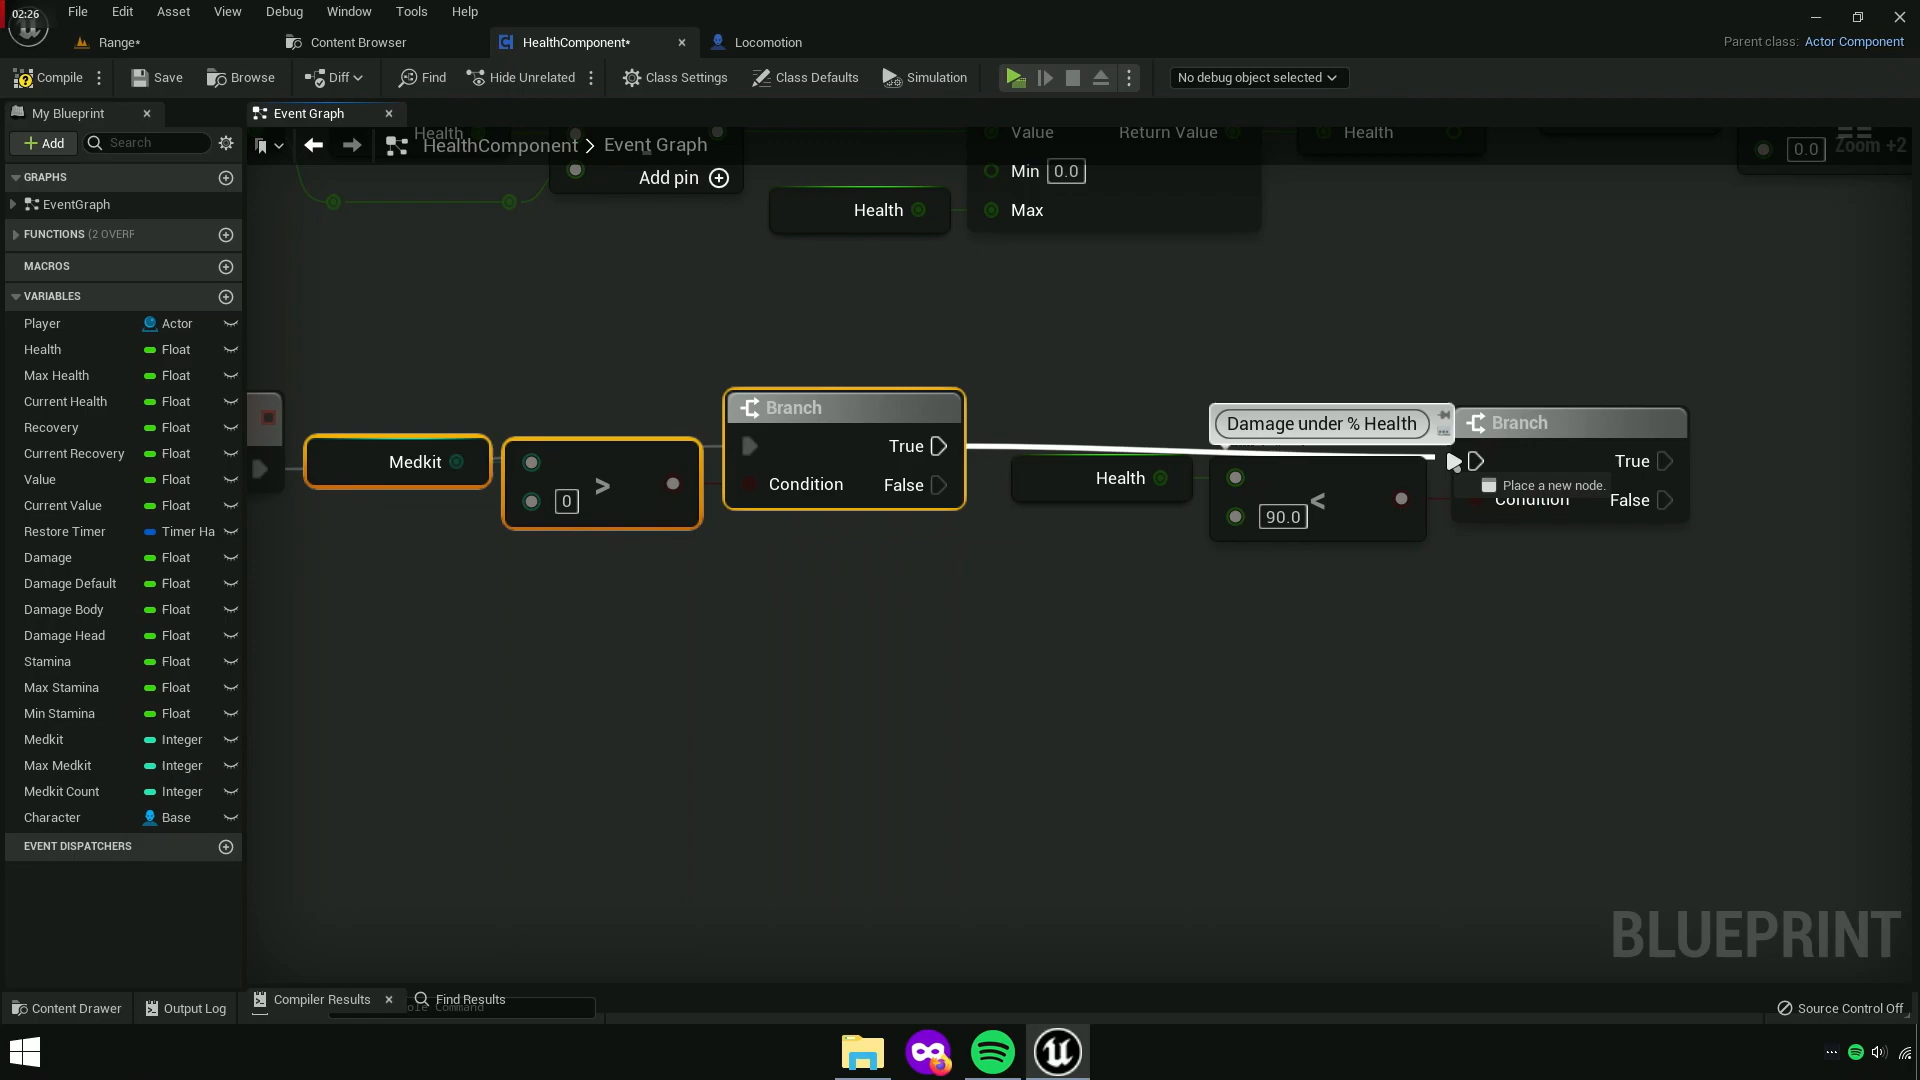 02:26
File Edit Asset View Debug Window Tools Help
Range* Content Browser HealthComponent* Locomotion
Parent class: Actor Component
Compile Save Browse Diff Find Hide Unrelated Class Settings Class Defaults Simulation No debug object selected
My Blueprint
Event Graph
Add Search
HealthComponent > Event Graph
Zoom +2
Health
Value Return Value
Health
0.0
Min 0.0
Add pin
Health
Max
GRAPHS
EventGraph
FUNCTIONS (2 OVERF
MACROS
VARIABLES
Player Actor
Health Float
Max Health Float
Current Health Float
Recovery Float
Current Recovery Float
Value Float
Current Value Float
Restore Timer Timer Ha
Damage Float
Damage Default Float
Damage Body Float
Damage Head Float
Stamina Float
Max Stamina Float
Min Stamina Float
Medkit Integer
Max Medkit Integer
Medkit Count Integer
Character Base
EVENT DISPATCHERS
Medkit
>
0
Branch
True
Condition False
Health
Damage under % Health
<
90.0
Branch
True
Place a new node.
Condition False
BLUEPRINT
Content Drawer Output Log
Compiler Results Find Results
Source Control Off